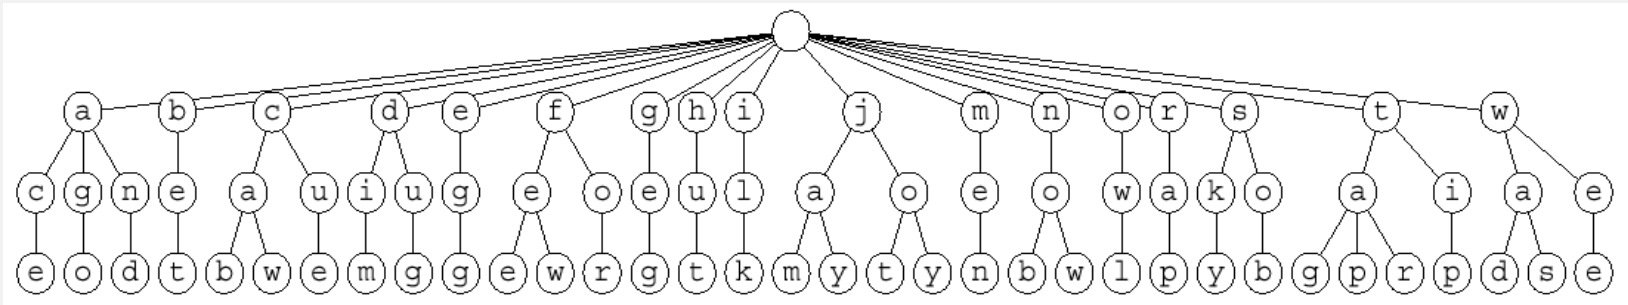 a b c d e f g h i j m n o r s t w
c g n e a u i u g e o e u l a o e o w a k o a i a e
e o d t b w e m g g e w r g t k m y t y n b w l p y b g p r p d s e